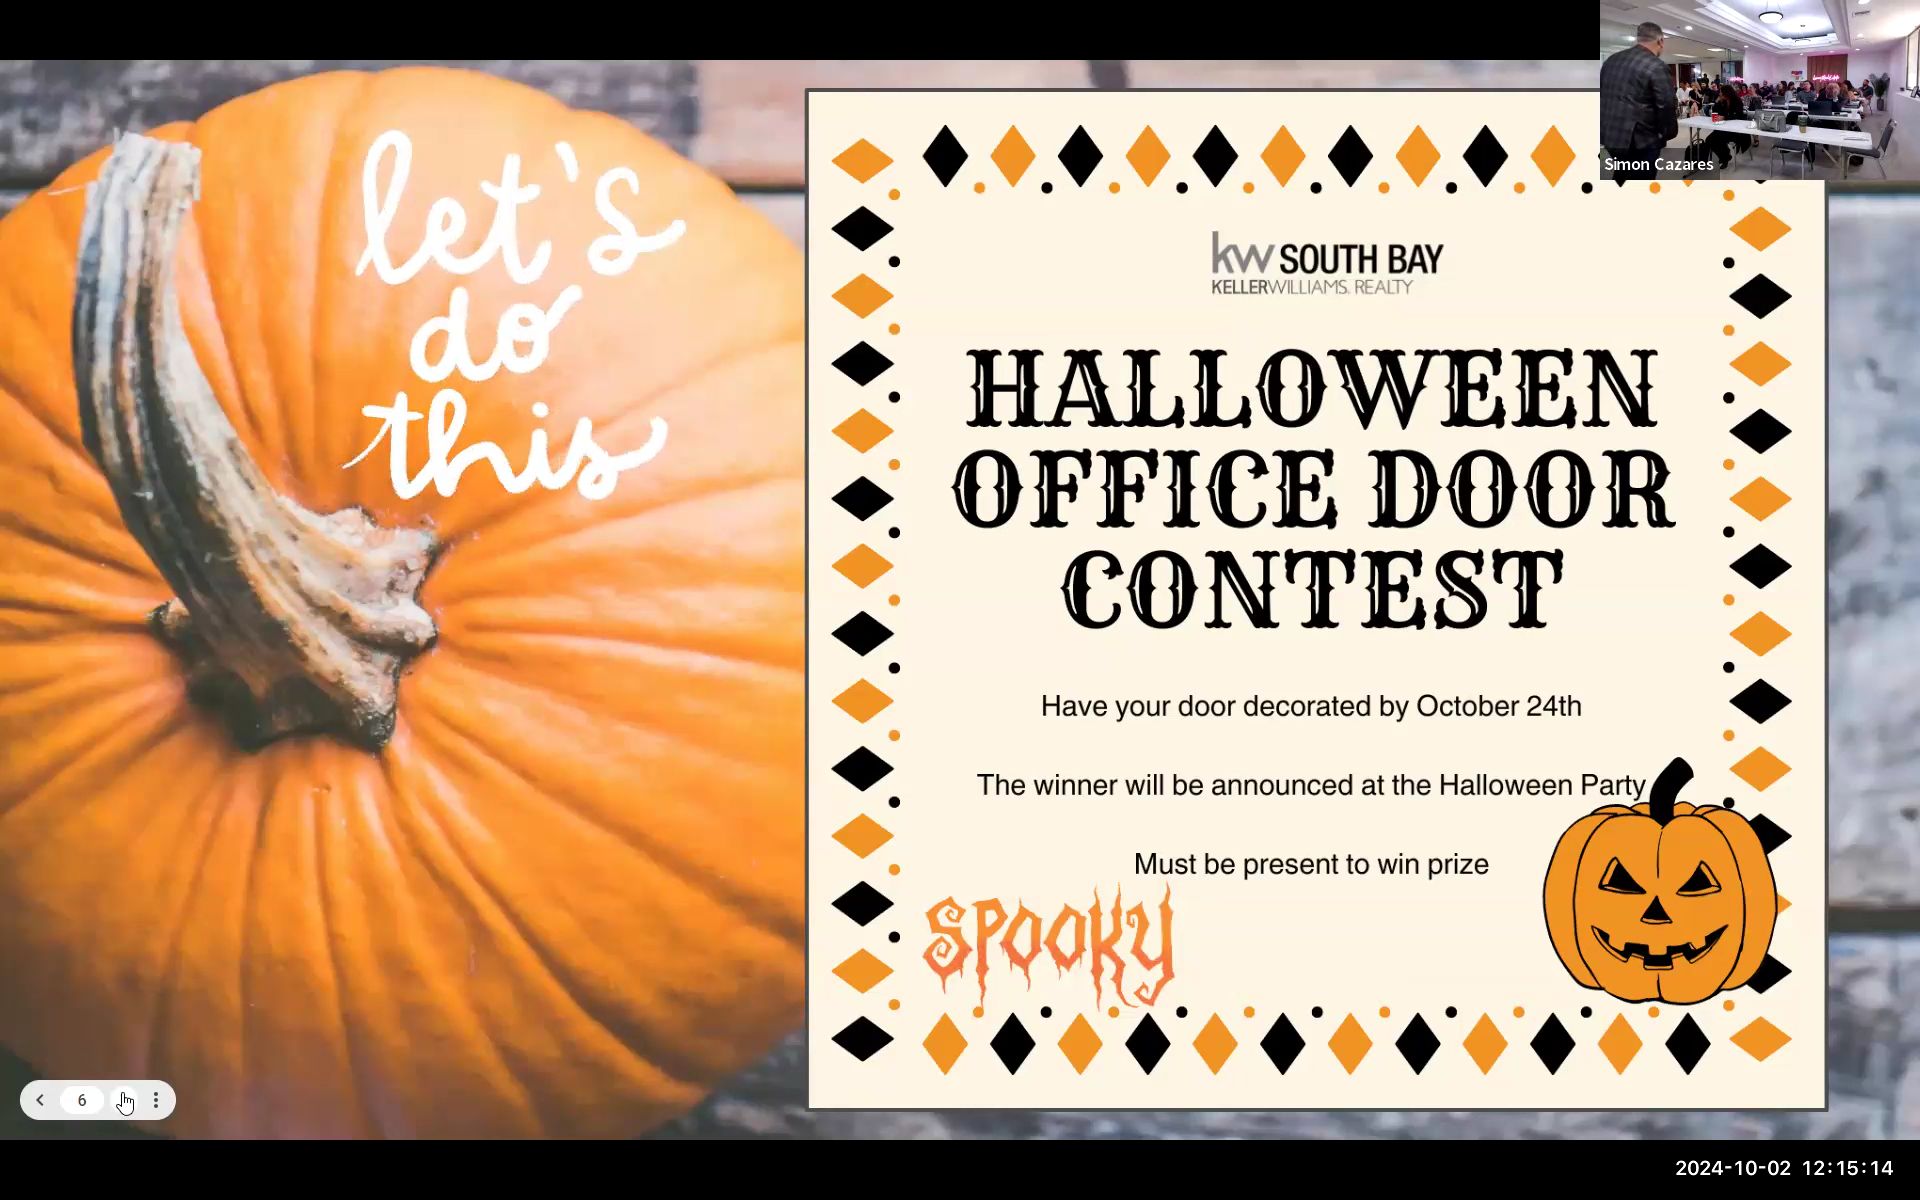 let's
do
this
kw SOUTH BAY
KELLERWILLIAMS. REALTY
HALLOWEEN
OFFICE DOOR
CONTEST
Have your door decorated by October 24th
The winner will be announced at the Halloween Party
Must be present to win prize
SPOOKY
Simon Cazares
6
2024-10-02 12:15:14